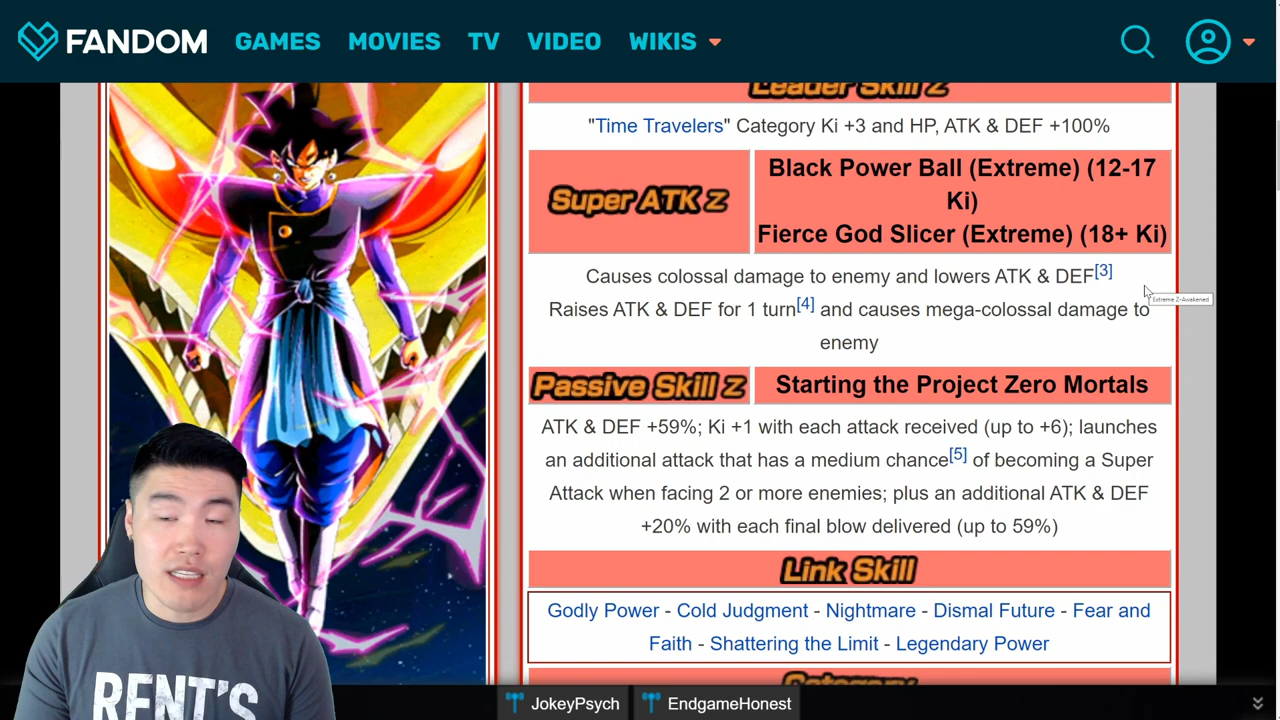 FANDOM GAMES MOVIES TV VIDEO WIKIS
Leader Skill Z
"Time Travelers" Category Ki +3 and HP, ATK & DEF +100%
Super ATK Z
Black Power Ball (Extreme) (12-17
Ki)
Fierce God Slicer (Extreme) (18+ Ki)
Causes colossal damage to enemy and lowers ATK & DEF[3]
Extreme Z-Awakened
Raises ATK & DEF for 1 turn[4] and causes mega-colossal damage to
enemy
Passive Skill Z
Starting the Project Zero Mortals
ATK & DEF +59%; Ki +1 with each attack received (up to +6); launches
an additional attack that has a medium chance[5] of becoming a Super
Attack when facing 2 or more enemies; plus an additional ATK & DEF
+20% with each final blow delivered (up to 59%)
Link Skill
Godly Power - Cold Judgment - Nightmare - Dismal Future - Fear and
Faith - Shattering the Limit - Legendary Power
Category
RENT'S
JokeyPsych
EndgameHonest